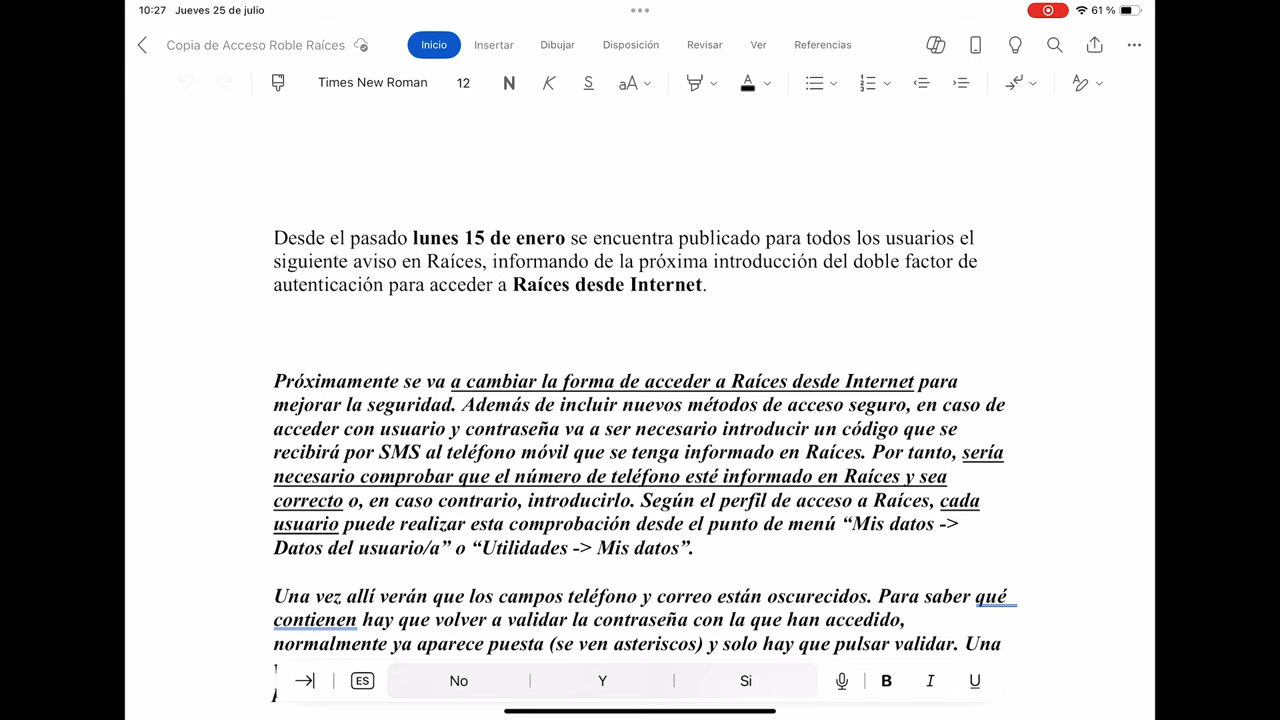 10:27 Jueves 25 de julio
61 %
Copia de Acceso Roble Raíces
Inicio Insertar Dibujar Disposición Revisar Ver Referencias
Times New Roman 12 N K S aA A
Desde el pasado lunes 15 de enero se encuentra publicado para todos los usuarios el
siguiente aviso en Raíces, informando de la próxima introducción del doble factor de
autenticación para acceder a Raíces desde Internet.
Próximamente se va a cambiar la forma de acceder a Raíces desde Internet para
mejorar la seguridad. Además de incluir nuevos métodos de acceso seguro, en caso de
acceder con usuario y contraseña va a ser necesario introducir un código que se
recibirá por SMS al teléfono móvil que se tenga informado en Raíces. Por tanto, sería
necesario comprobar que el número de teléfono esté informado en Raíces y sea
correcto o, en caso contrario, introducirlo. Según el perfil de acceso a Raíces, cada
usuario puede realizar esta comprobación desde el punto de menú “Mis datos ->
Datos del usuario/a” o “Utilidades -> Mis datos”.
Una vez allí verán que los campos teléfono y correo están oscurecidos. Para saber qué
contienen hay que volver a validar la contraseña con la que han accedido,
normalmente ya aparece puesta (se ven asteriscos) y solo hay que pulsar validar. Una
ES No Y Si B I U